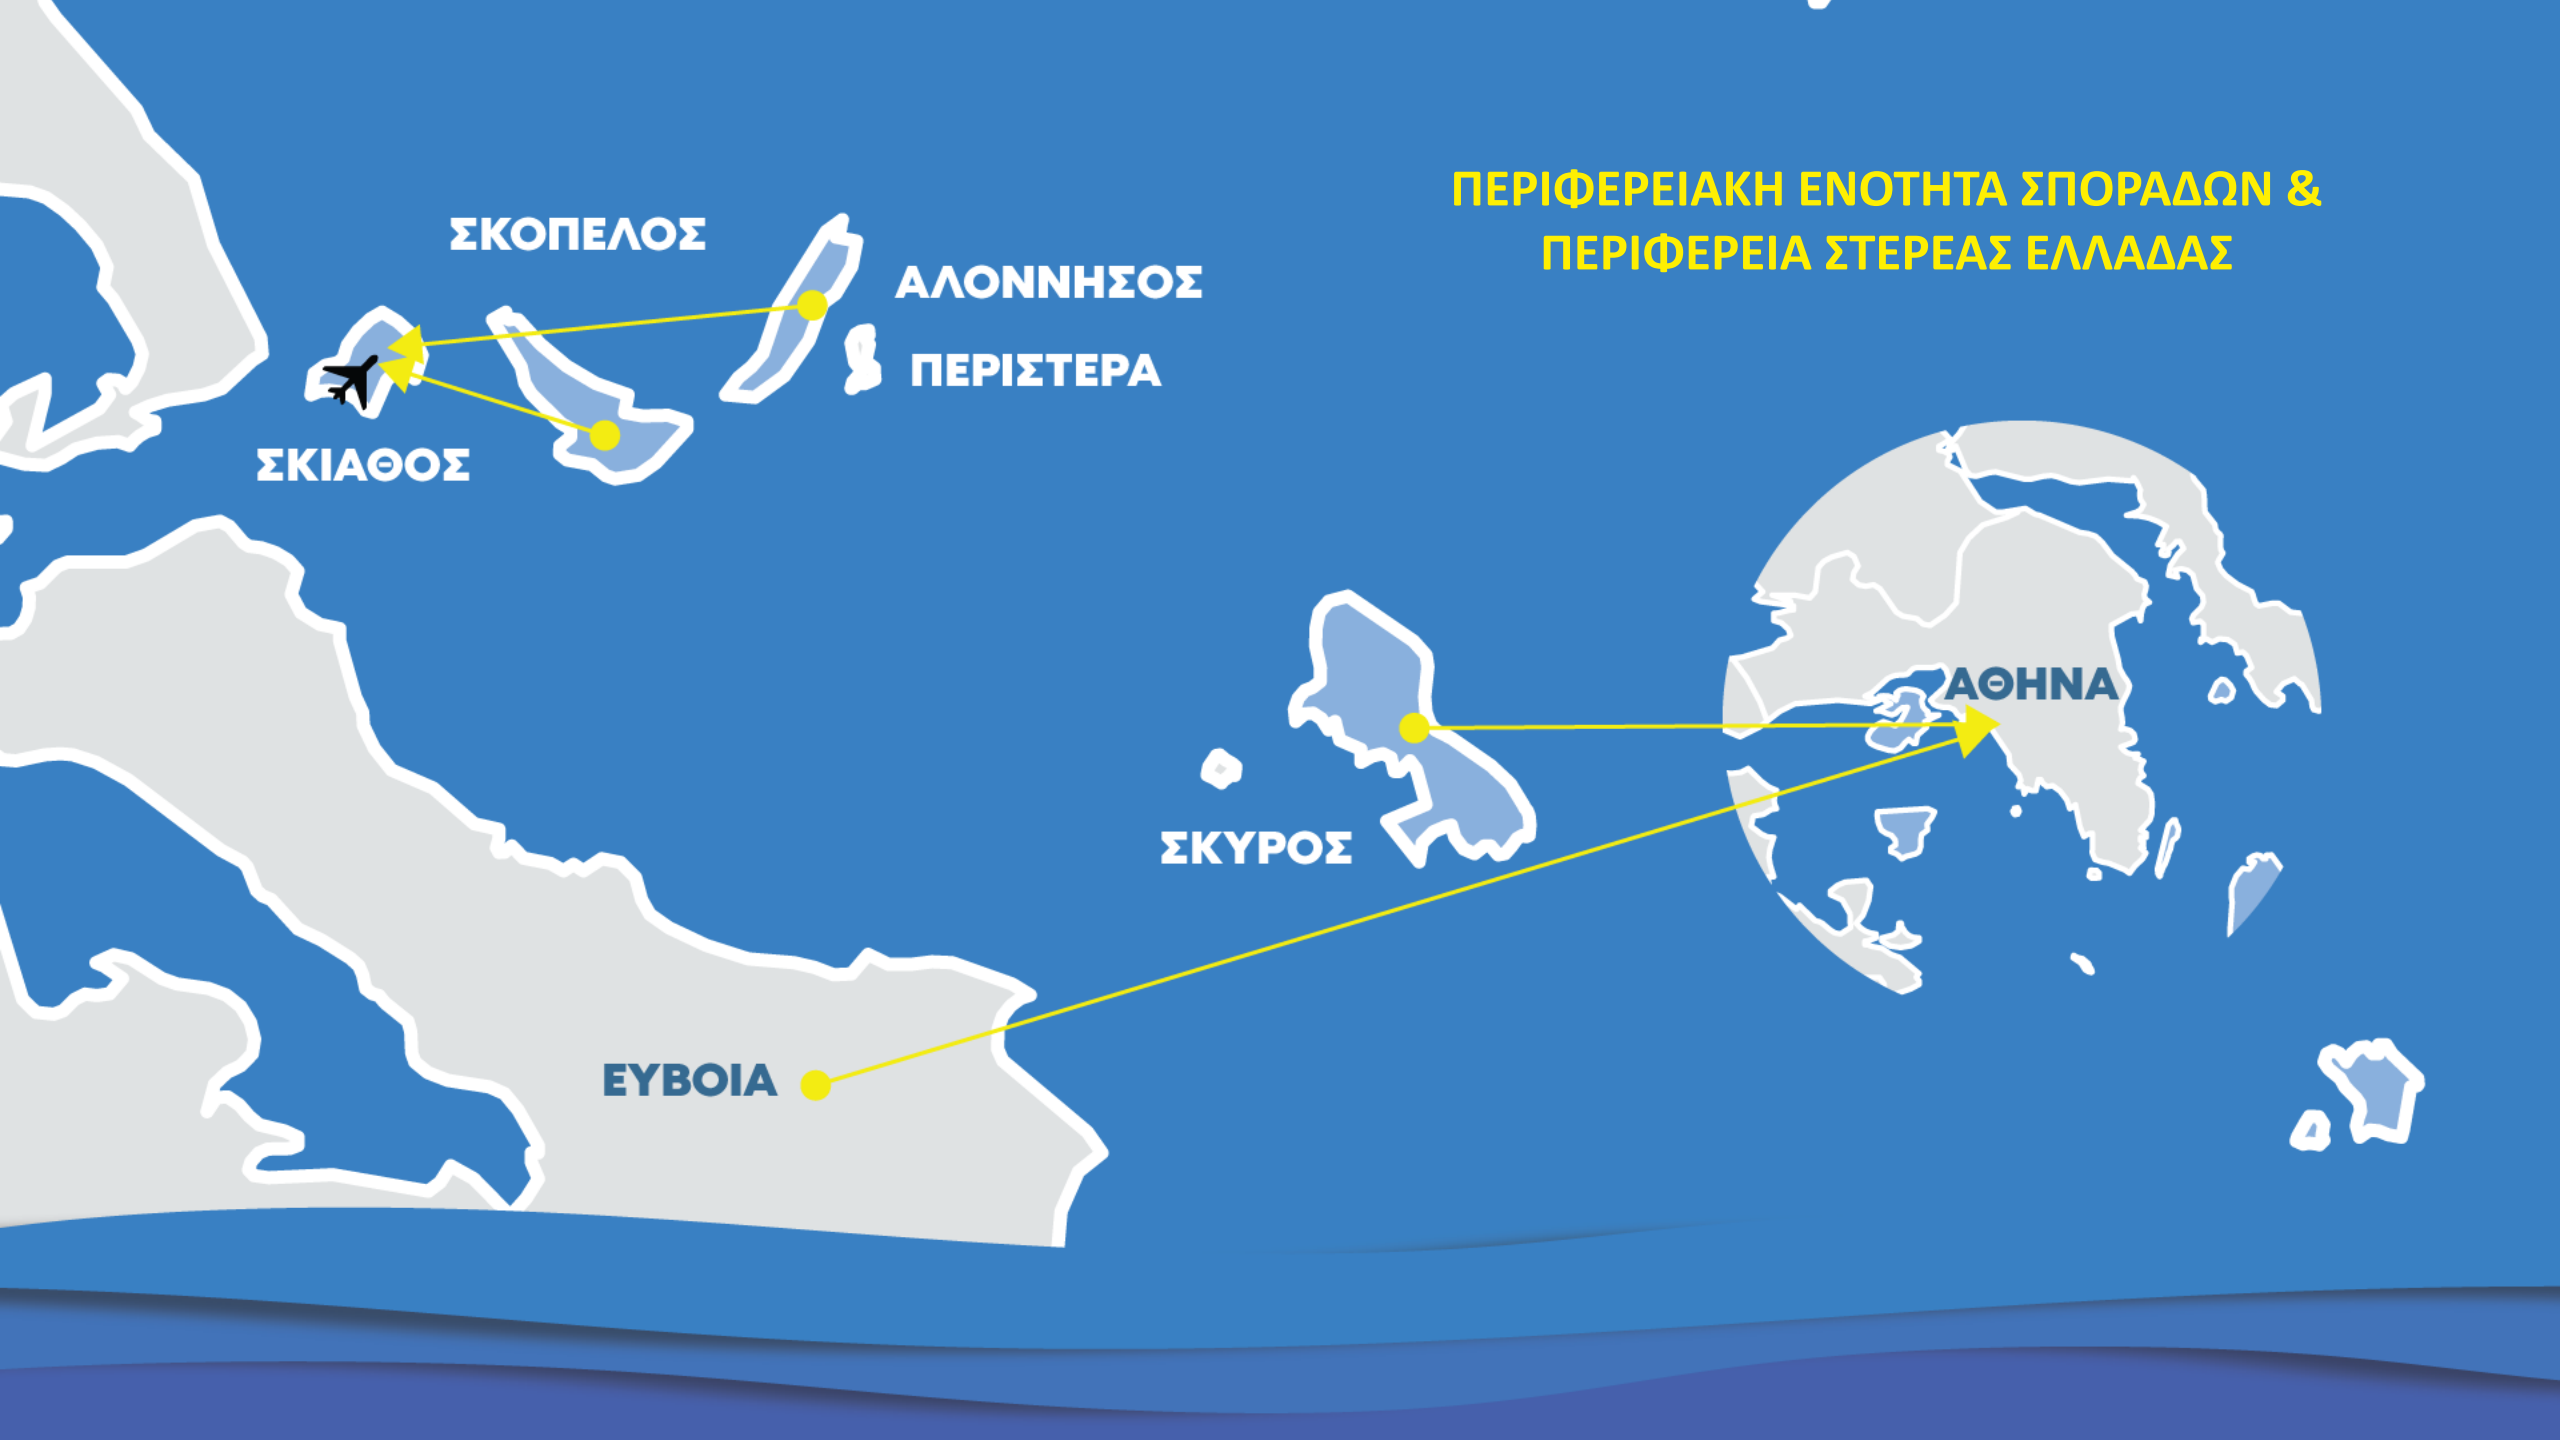 ΠΕΡΙΦΕΡΕΙΑΚΗ ΕΝΟΤΗΤΑ ΣΠΟΡΑΔΩΝ &
ΠΕΡΙΦΕΡΕΙΑ ΣΤΕΡΕΑΣ ΕΛΛΑΔΑΣ
ΣΚΟΠΕΛΟΣ
ΑΛΟΝΝΗΣΟΣ
ΠΕΡΙΣΤΕΡΑ
ΣΚΙΑΘΟΣ
ΑΘΗΝΑ
ΣΚΥΡΟΣ
ΕΥΒΟΙΑ